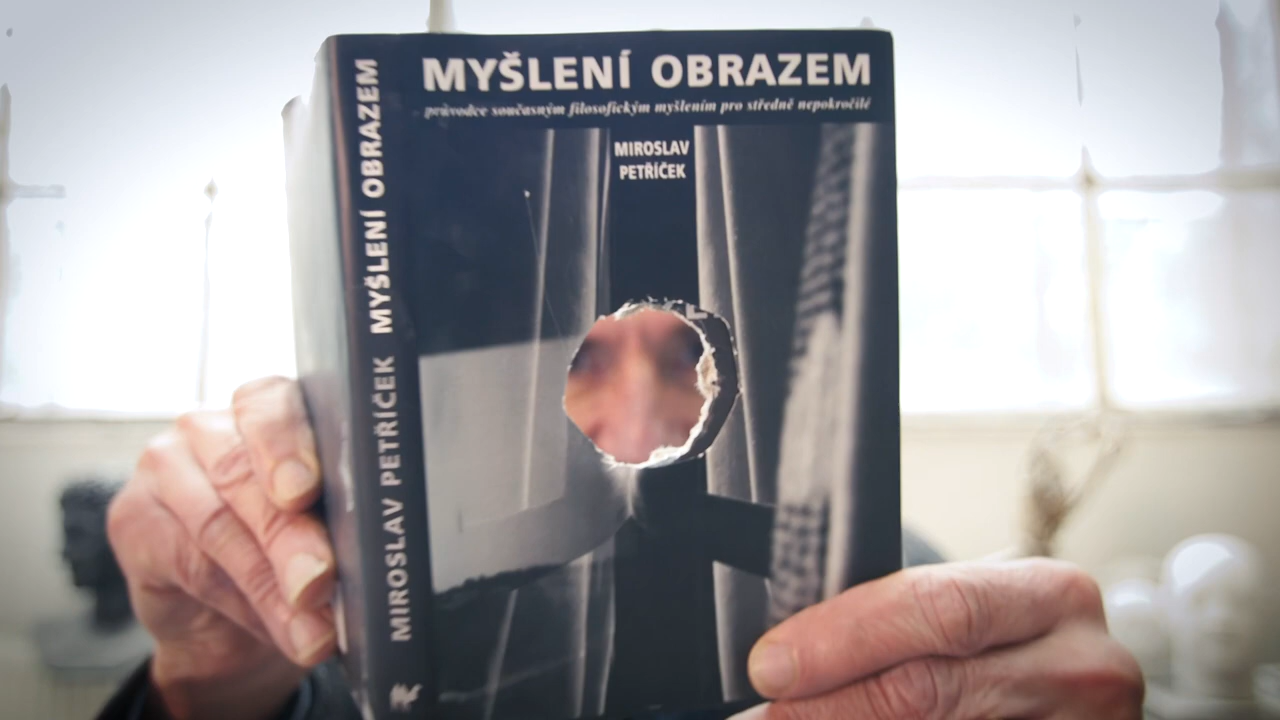 MYŠLENÍ OBRAZEM
průvodce současným filosofickým myšlením pro středně nepokročilé
MIROSLAV
PETŘÍČEK
MIROSLAV PETŘÍČEK MYŠLENÍ OBRAZEM